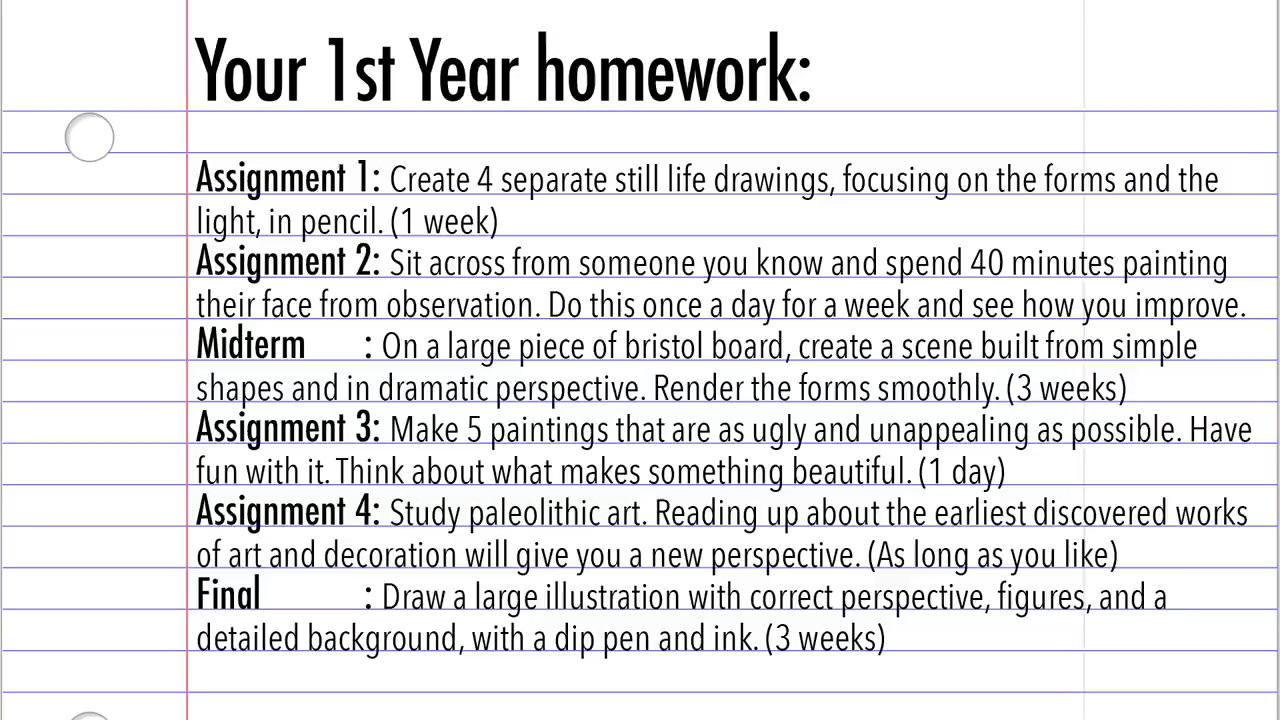 Your 1st Year homework:
Assignment 1: Create 4 separate still life drawings, focusing on the forms and the
light, in pencil. (1 week)
Assignment 2: Sit across from someone you know and spend 40 minutes painting
their face from observation. Do this once a day for a week and see how you improve.
Midterm : On a large piece of bristol board, create a scene built from simple
shapes and in dramatic perspective. Render the forms smoothly. (3 weeks)
Assignment 3: Make 5 paintings that are as ugly and unappealing as possible. Have
fun with it. Think about what makes something beautiful. (1 day)
Assignment 4: Study paleolithic art. Reading up about the earliest discovered works
of art and decoration will give you a new perspective. (As long as you like)
Final : Draw a large illustration with correct perspective, figures, and a
detailed background, with a dip pen and ink. (3 weeks)